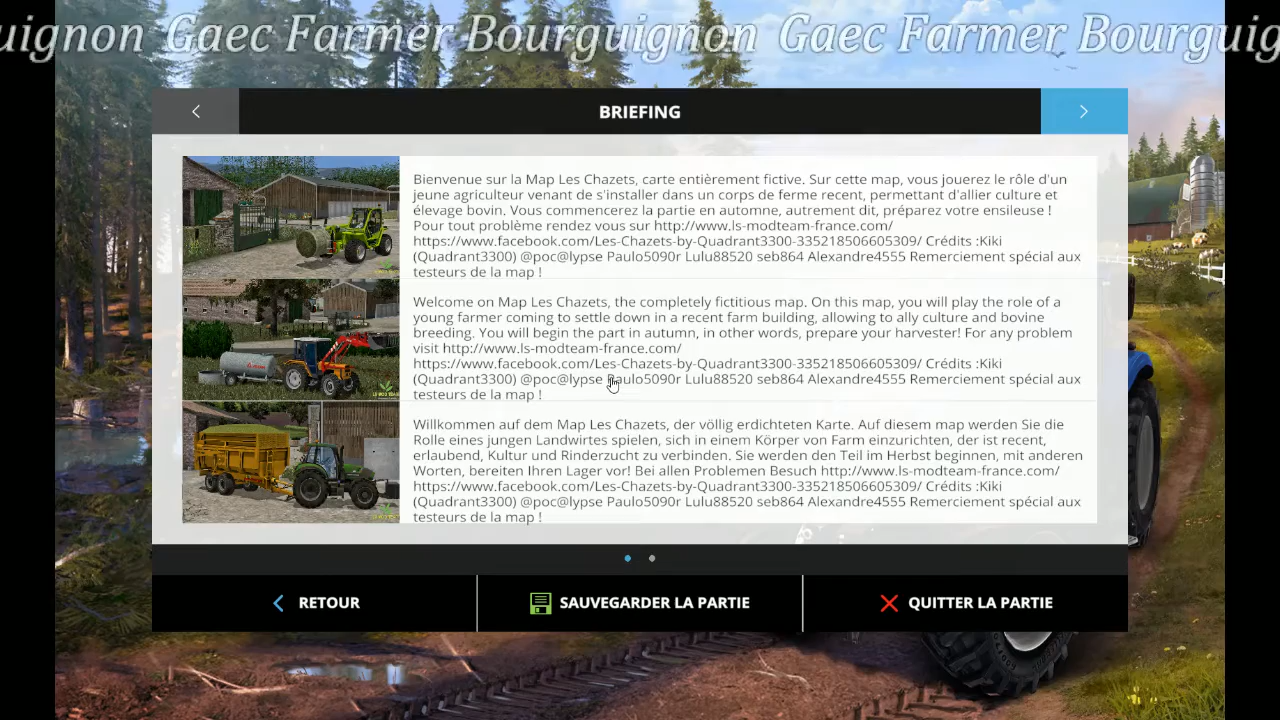 uignon Gaec Farmer Bourguignon Gaec Farmer Bourguig
BRIEFING
Bienvenue sur la Map Les Chazets, carte entièrement fictive. Sur cette map, vous jouerez le rôle d'un
jeune agriculteur venant de s'installer dans un corps de ferme recent, permettant d'allier culture et
élevage bovin. Vous commencerez la partie en automne, autrement dit, préparez votre ensileuse !
Pour tout problème rendez vous sur http://www.ls-modteam-france.com/
https://www.facebook.com/Les-Chazets-by-Quadrant3300-335218506605309/ Crédits :Kiki
(Quadrant3300) @poc@lypse Paulo5090r Lulu88520 seb864 Alexandre4555 Remerciement spécial aux
testeurs de la map !
Welcome on Map Les Chazets, the completely fictitious map. On this map, you will play the role of a
young farmer coming to settle down in a recent farm building, allowing to ally culture and bovine
breeding. You will begin the part in autumn, in other words, prepare your harvester! For any problem
visit http://www.ls-modteam-france.com/
https://www.facebook.com/Les-Chazets-by-Quadrant3300-335218506605309/ Crédits :Kiki
(Quadrant3300) @poc@lypse Paulo5090r Lulu88520 seb864 Alexandre4555 Remerciement spécial aux
testeurs de la map !
Willkommen auf dem Map Les Chazets, der völlig erdichteten Karte. Auf diesem map werden Sie die
Rolle eines jungen Landwirtes spielen, sich in einem Körper von Farm einzurichten, der ist recent,
erlaubend, Kultur und Rinderzucht zu verbinden. Sie werden den Teil im Herbst beginnen, mit anderen
Worten, bereiten Ihren Lager vor! Bei allen Problemen Besuch http://www.ls-modteam-france.com/
https://www.facebook.com/Les-Chazets-by-Quadrant3300-335218506605309/ Crédits :Kiki
(Quadrant3300) @poc@lypse Paulo5090r Lulu88520 seb864 Alexandre4555 Remerciement spécial aux
testeurs de la map !
RETOUR
SAUVEGARDER LA PARTIE
QUITTER LA PARTIE